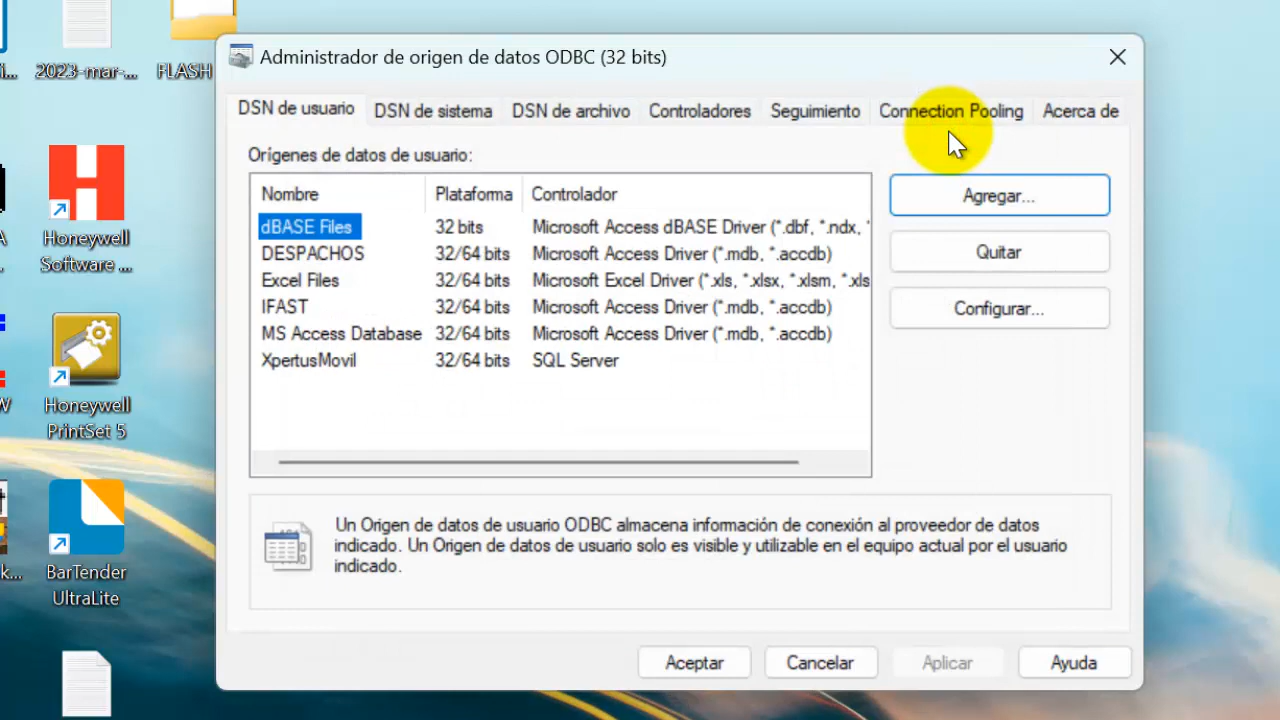 2023-mar-...
FLASH
Administrador de origen de datos ODBC (32 bits)
DSN de usuario DSN de sistema DSN de archivo Controladores Seguimiento Connection Pooling Acerca de
Orígenes de datos de usuario:
Nombre Plataforma Controlador
dBASE Files 32 bits Microsoft Access dBASE Driver (*.dbf, *.ndx, *
DESPACHOS 32/64 bits Microsoft Access Driver (*.mdb, *.accdb)
Excel Files 32/64 bits Microsoft Excel Driver (*.xls, *.xlsx, *.xlsm, *.xls
IFAST 32/64 bits Microsoft Access Driver (*.mdb, *.accdb)
MS Access Database 32/64 bits Microsoft Access Driver (*.mdb, *.accdb)
XpertusMovil 32/64 bits SQL Server
Agregar...
Quitar
Configurar...
Un Origen de datos de usuario ODBC almacena información de conexión al proveedor de datos
indicado. Un Origen de datos de usuario solo es visible y utilizable en el equipo actual por el usuario
indicado.
Aceptar Cancelar Aplicar Ayuda
Honeywell
Software ...
Honeywell
PrintSet 5
BarTender
UltraLite